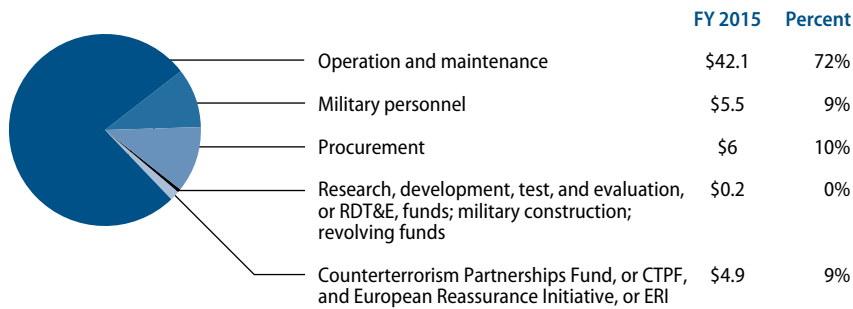 FY 2015 Percent
Operation and maintenance $42.1 72%
Military personnel $5.5 9%
Procurement $6 10%
Research, development, test, and evaluation, $0.2 0%
or RDT&E, funds; military construction;
revolving funds
Counterterrorism Partnerships Fund, or CTPF, $4.9 9%
and European Reassurance Initiative, or ERI